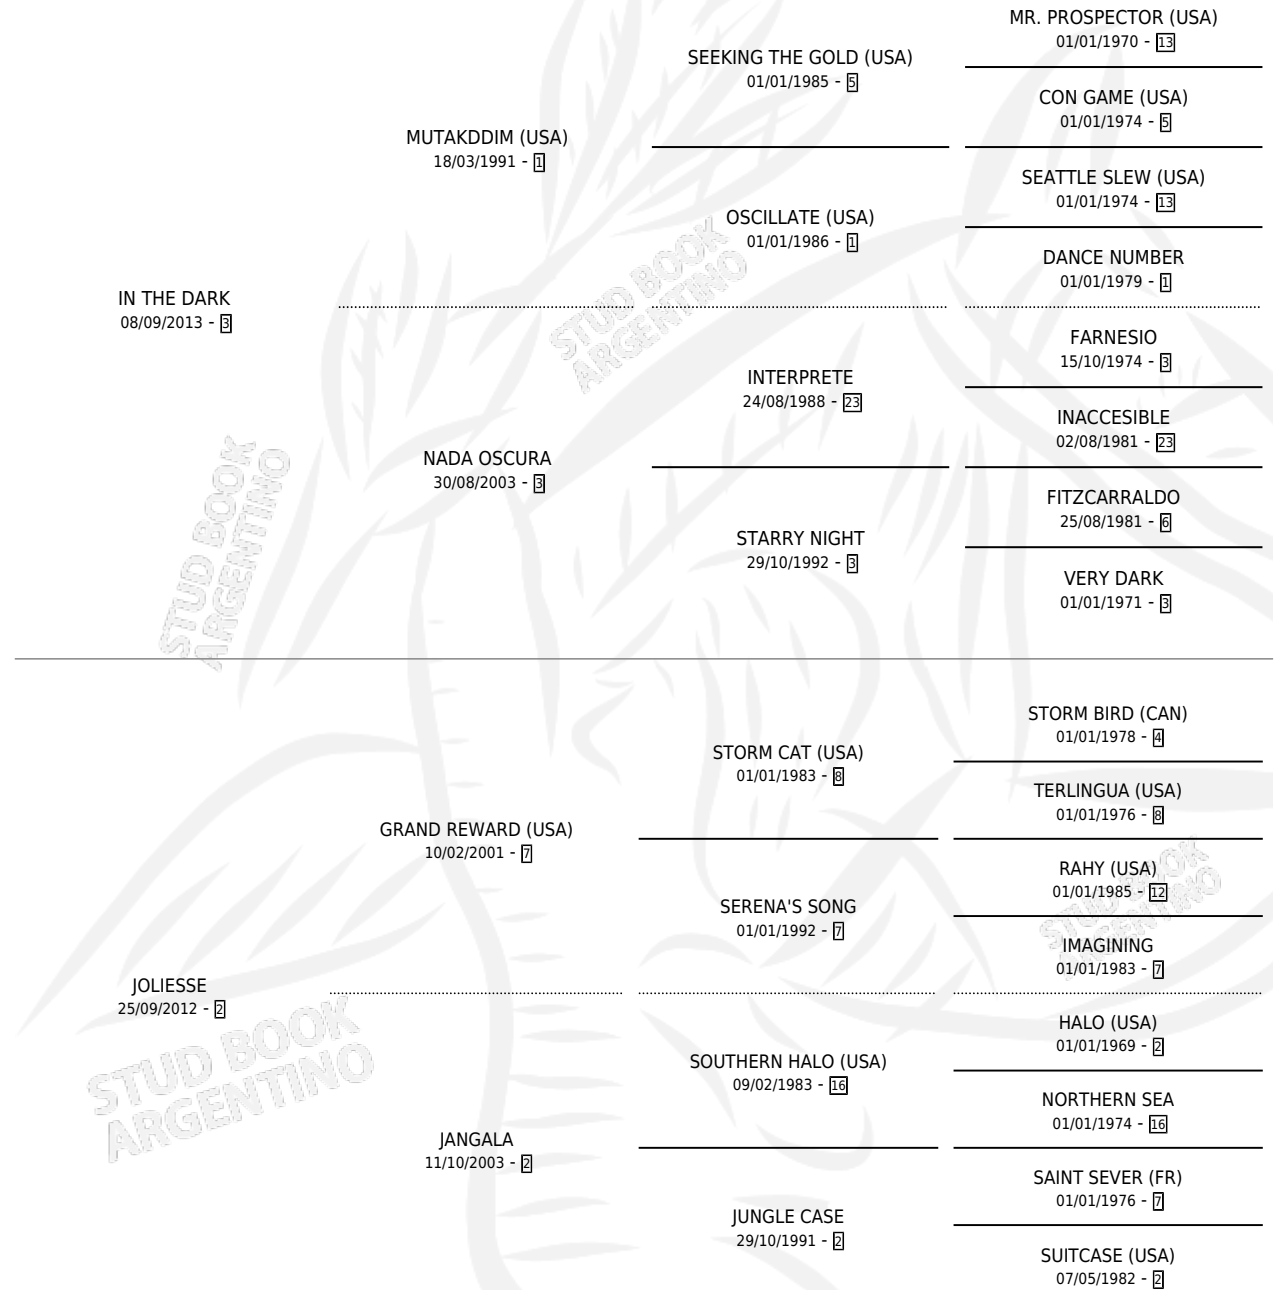 MR. PROSPECTOR (USA)
01/01/1970 - 13
SEEKING THE GOLD (USA)
01/01/1985 - 5
CON GAME (USA)
01/01/1974 - 5
MUTAKDDIM (USA)
18/03/1991 - 1
SEATTLE SLEW (USA)
01/01/1974 - 13
OSCILLATE (USA)
01/01/1986 - 1
DANCE NUMBER
01/01/1979 - 1
IN THE DARK
08/09/2013 - 3
STUD BOOK
ARGENTINO
FARNESIO
15/10/1974 - 3
INTERPRETE
24/08/1988 - 23
INACCESIBLE
02/08/1981 - 23
NADA OSCURA
30/08/2003 - 3
FITZCARRALDO
25/08/1981 - 6
STARRY NIGHT
29/10/1992 - 3
VERY DARK
01/01/1971 - 3
STUD BOOK
ARGENTINO
STORM BIRD (CAN)
01/01/1978 - 4
STORM CAT (USA)
01/01/1983 - 8
TERLINGUA (USA)
01/01/1976 - 8
GRAND REWARD (USA)
10/02/2001 - 7
RAHY (USA)
01/01/1985 - 12
SERENA'S SONG
01/01/1992 - 7
IMAGINING
01/01/1983 - 7
STUD BOOK
ARGENTINO
JOLIESSE
25/09/2012 - 2
HALO (USA)
01/01/1969 - 2
SOUTHERN HALO (USA)
09/02/1983 - 16
NORTHERN SEA
01/01/1974 - 16
STUD BOOK
ARGENTINO
JANGALA
11/10/2003 - 2
SAINT SEVER (FR)
01/01/1976 - 7
JUNGLE CASE
29/10/1991 - 2
SUITCASE (USA)
07/05/1982 - 2